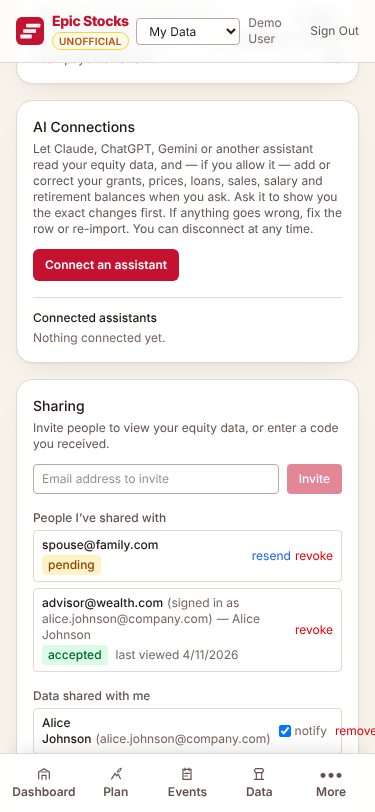 Epic Stocks
UNOFFICIAL
My Data
Demo
User
Sign Out
AI Connections
Let Claude, ChatGPT, Gemini or another assistant
read your equity data, and — if you allow it — add or
correct your grants, prices, loans, sales, salary and
retirement balances when you ask. Ask it to show you
the exact changes first. If anything goes wrong, fix the
row or re-import. You can disconnect at any time.
Connect an assistant
Connected assistants
Nothing connected yet.
Sharing
Invite people to view your equity data, or enter a code
you received.
Email address to invite
Invite
People I've shared with
spouse@family.com
pending
resend revoke
advisor@wealth.com (signed in as
alice.johnson@company.com) — Alice
Johnson
revoke
accepted last viewed 4/11/2026
Data shared with me
Alice
Johnson (alice.johnson@company.com)
notify remove
Dashboard
Plan
Events
Data
More